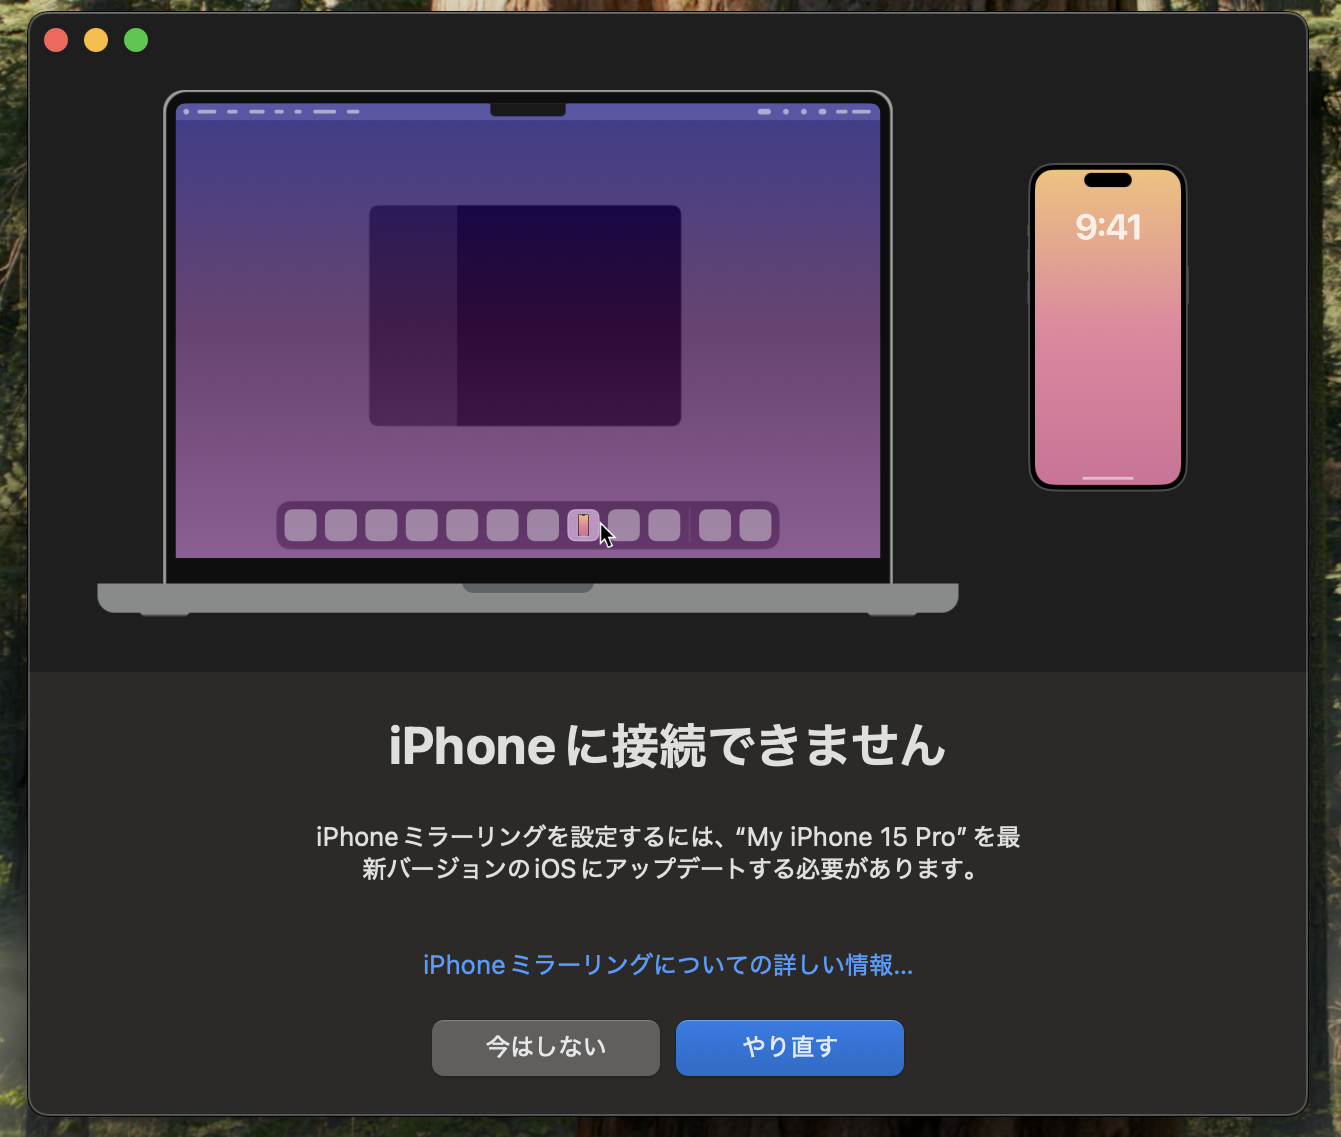 9:41
iPhoneに接続できません
iPhoneミラーリングを設定するには、“My iPhone 15 Pro”を最
新バージョンのiOSにアップデートする必要があります。
iPhoneミラーリングについての詳しい情報...
今はしない
やり直す